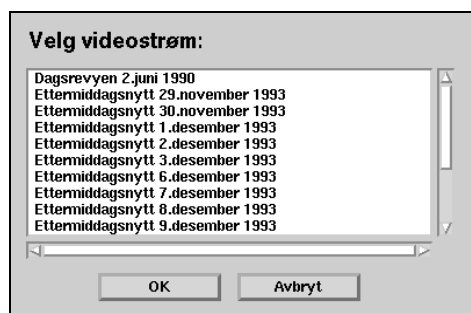 Velg videostrøm:
Dagsrevyen 2.juni 1990
Ettermiddagsnytt 29.november 1993
Ettermiddagsnytt 30.november 1993
Ettermiddagsnytt 1.desember 1993
Ettermiddagsnytt 2.desember 1993
Ettermiddagsnytt 3.desember 1993
Ettermiddagsnytt 6.desember 1993
Ettermiddagsnytt 7.desember 1993
Ettermiddagsnytt 8.desember 1993
Ettermiddagsnytt 9.desember 1993
OK Avbryt